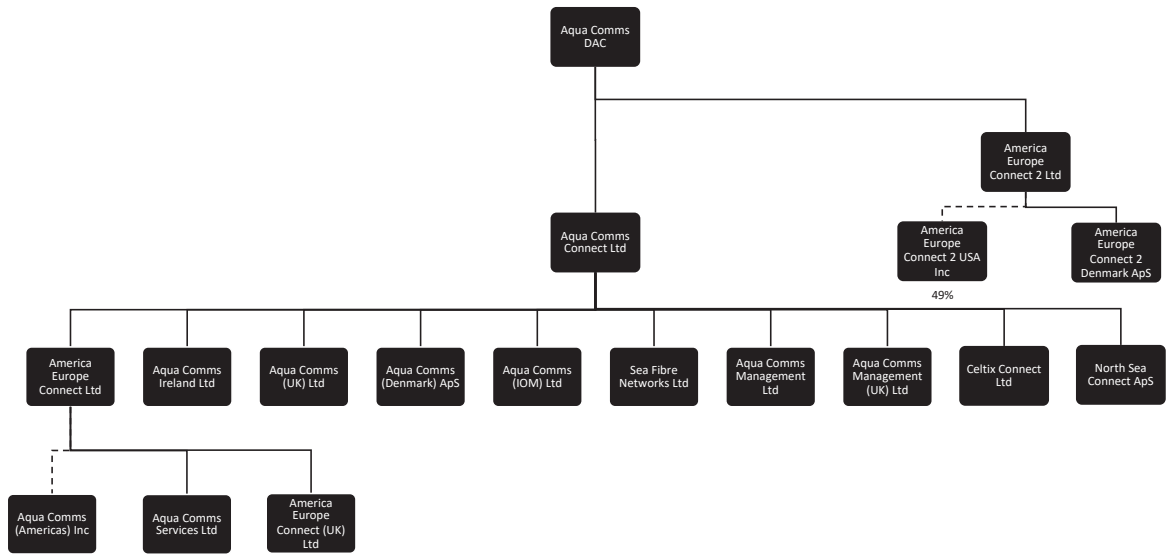 Aqua Comms
DAC
America
Europe
Connect 2 Ltd
Aqua Comms
Connect Ltd
America
Europe
Connect 2 USA
Inc
America
Europe
Connect 2
Denmark ApS
49%
America
Europe
Connect Ltd
Aqua Comms
Ireland Ltd
Aqua Comms
(UK) Ltd
Aqua Comms
(Denmark) ApS
Aqua Comms
(IOM) Ltd
Sea Fibre
Networks Ltd
Aqua Comms
Management
Ltd
Aqua Comms
Management
(UK) Ltd
Celtix Connect
Ltd
North Sea
Connect ApS
Aqua Comms
(Americas) Inc
Aqua Comms
Services Ltd
America
Europe
Connect (UK)
Ltd